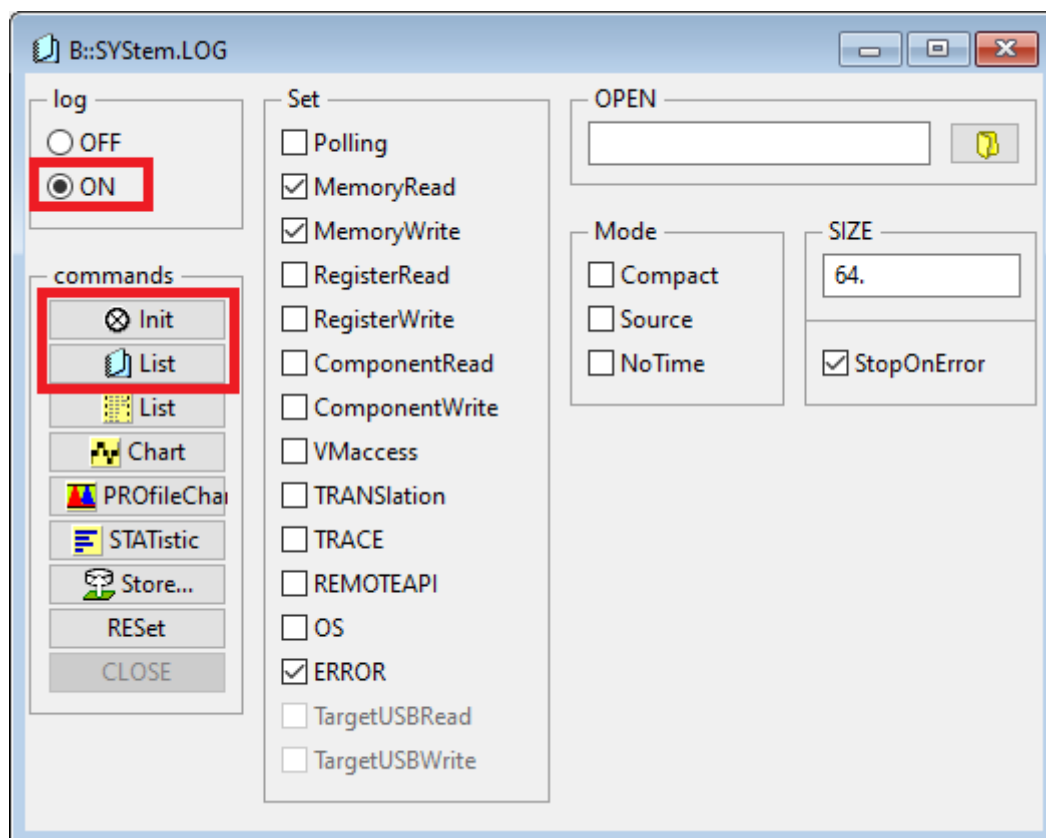 B::SYStem.LOG
log
OFF
ON
commands
Init
List
List
Chart
PROfileChar
STATistic
Store...
RESet
CLOSE
Set
Polling
MemoryRead
MemoryWrite
RegisterRead
RegisterWrite
ComponentRead
ComponentWrite
VMaccess
TRANSlation
TRACE
REMOTEAPI
OS
ERROR
TargetUSBRead
TargetUSBWrite
OPEN
Mode
Compact
Source
NoTime
SIZE
64.
StopOnError